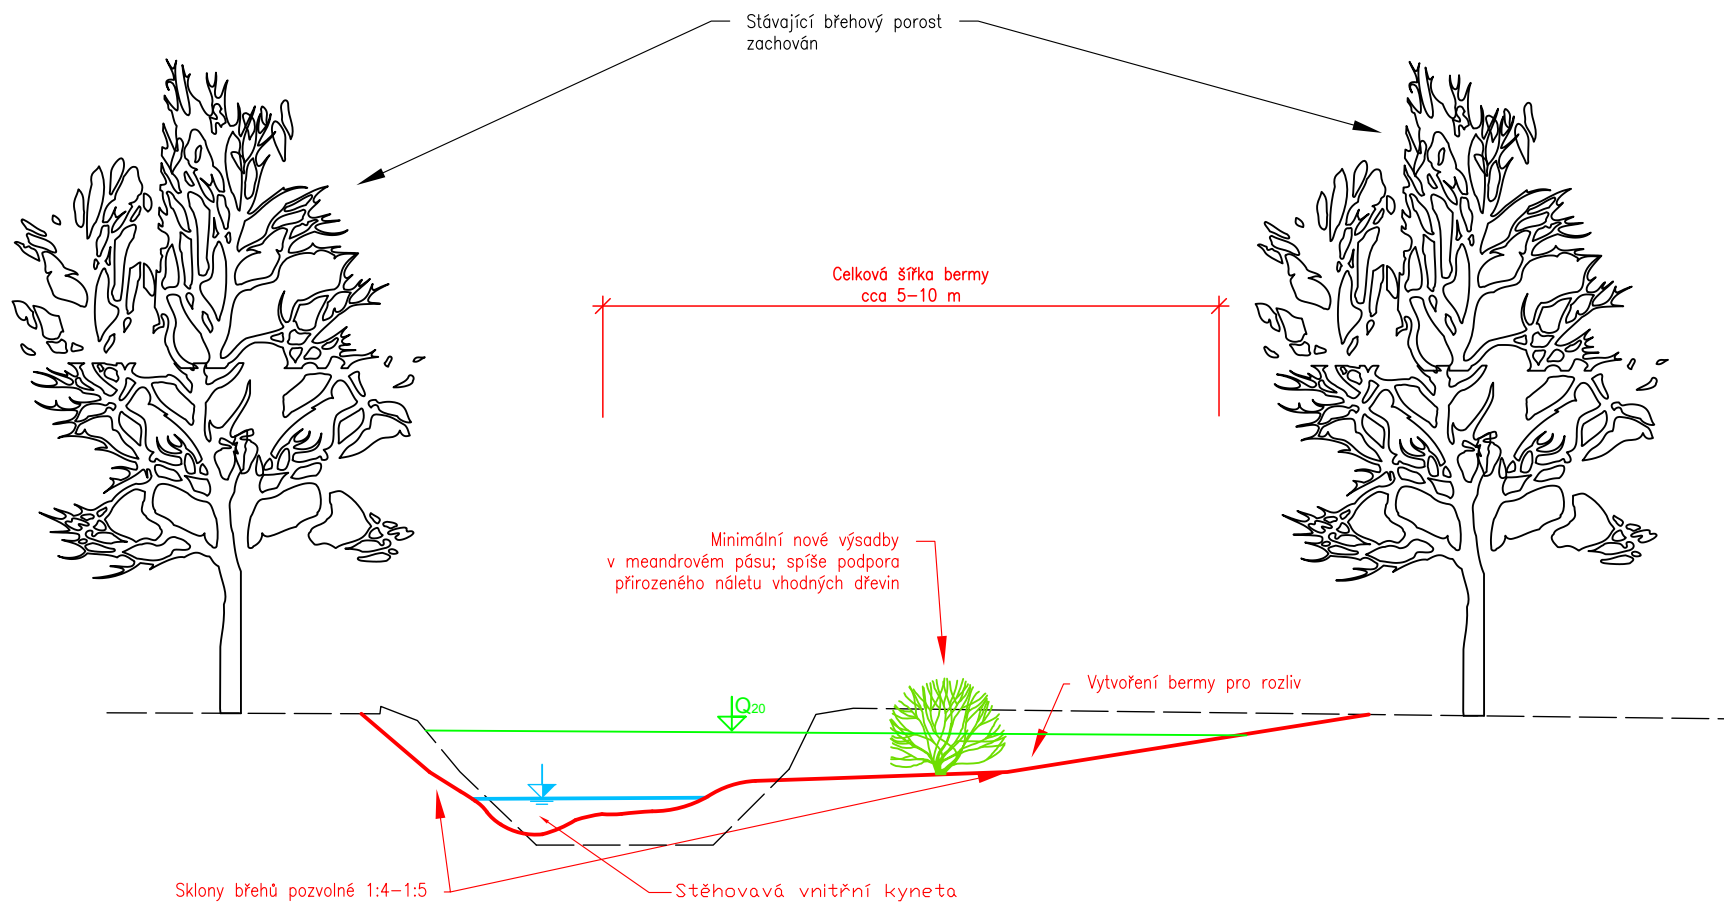 Stávající břehový porost
zachován
Celková šířka bermy
cca 5-10 m
Minimální nové výsadby
v meandrovém pásu; spíše podpora
přirozeného náletu vhodných dřevin
Vytvoření bermy pro rozliv
Q20
Sklony břehů pozvolné 1:4-1:5
Stěhovavá vnitřní kyneta